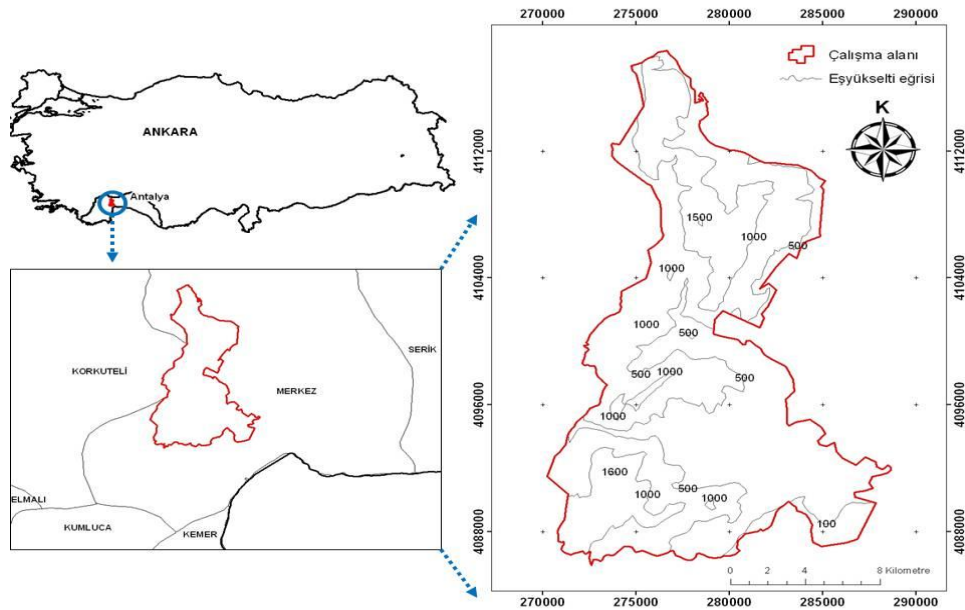 ANKARA
Antalya
KORKUTELİ
SERİK
MERKEZ
ELMALI
KUMLUCA
KEMER
270000 275000 280000 285000 290000
Çalışma alanı
Eşyükselti eğrisi
K
4112000
4112000
1500
1000
500
1000
4104000
4104000
1000
500
500
1000
500
4096000
4096000
1000
1600
500
1000
1000
100
4088000
4088000
0 2 4 8 Kilometre
270000 275000 280000 285000 290000